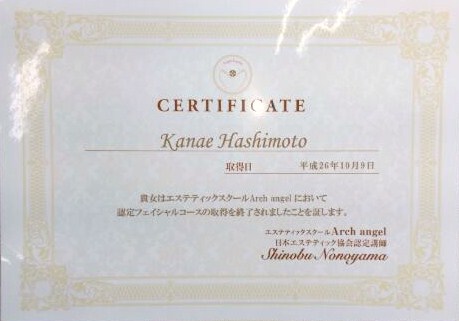 CERTIFICATE
Kanae Hashimoto
取得日 平成26年10月9日
貴女はエステティックスクールArch angelにおいて
認定フェイシャルコースの取得を終了されましたことを証します。
エステティックスクールArch angel
日本エステティック協会認定講師
Shinobu Nonoyama